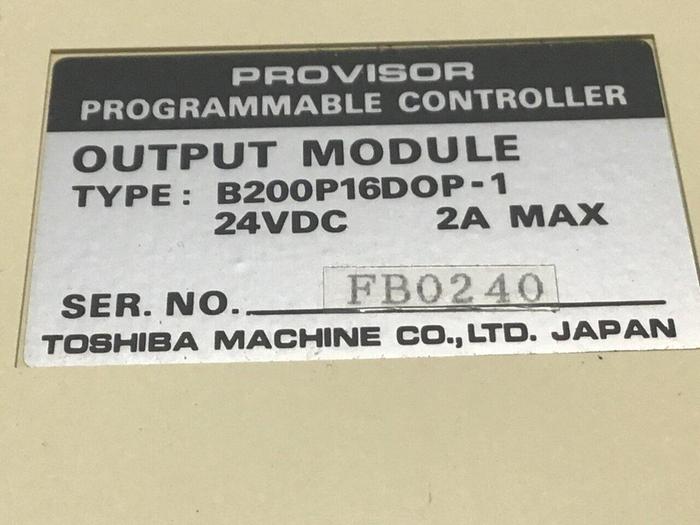 PROVISOR
PROGRAMMABLE CONTROLLER
OUTPUT MODULE
TYPE: B200P16DOP-1
24VDC 2A MAX
SER. NO. FB0240
TOSHIBA MACHINE CO.,LTD. JAPAN